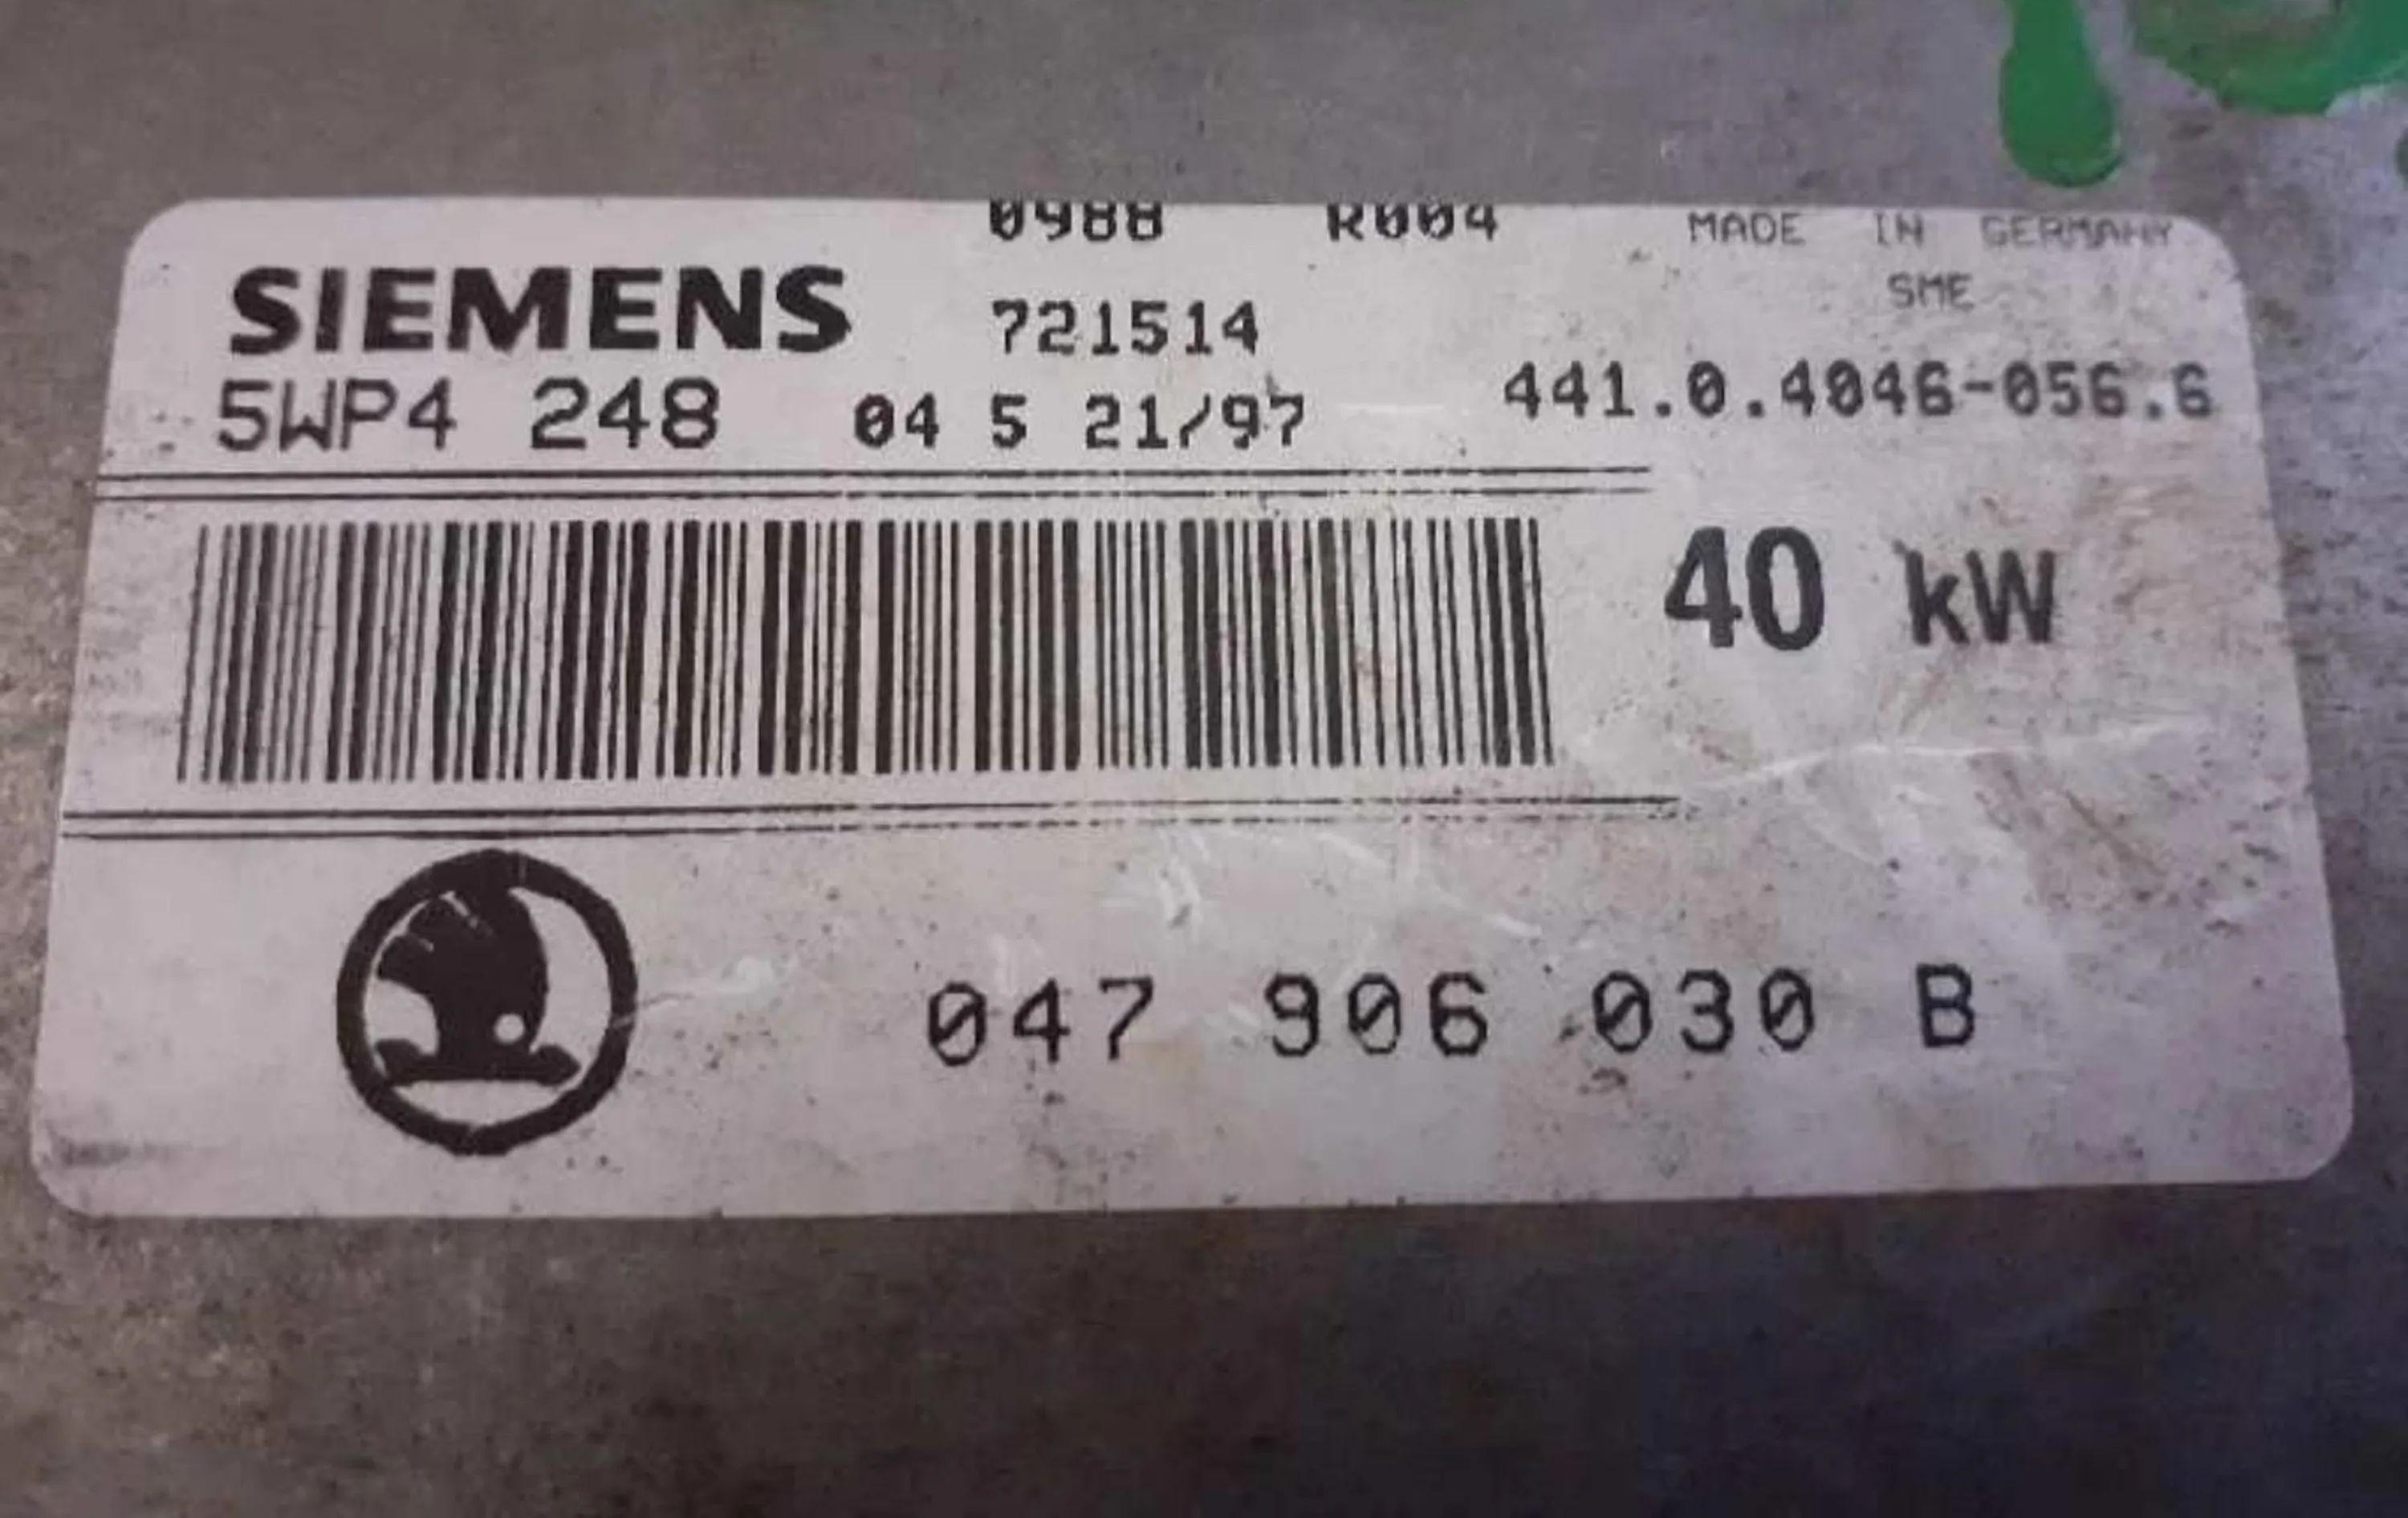 0988 R004 MADE IN GERMANY
SIEMENS 721514 SME
5WP4 248 04 5 21/97 441.0.4046-056.6
40 kW
047 906 030 B